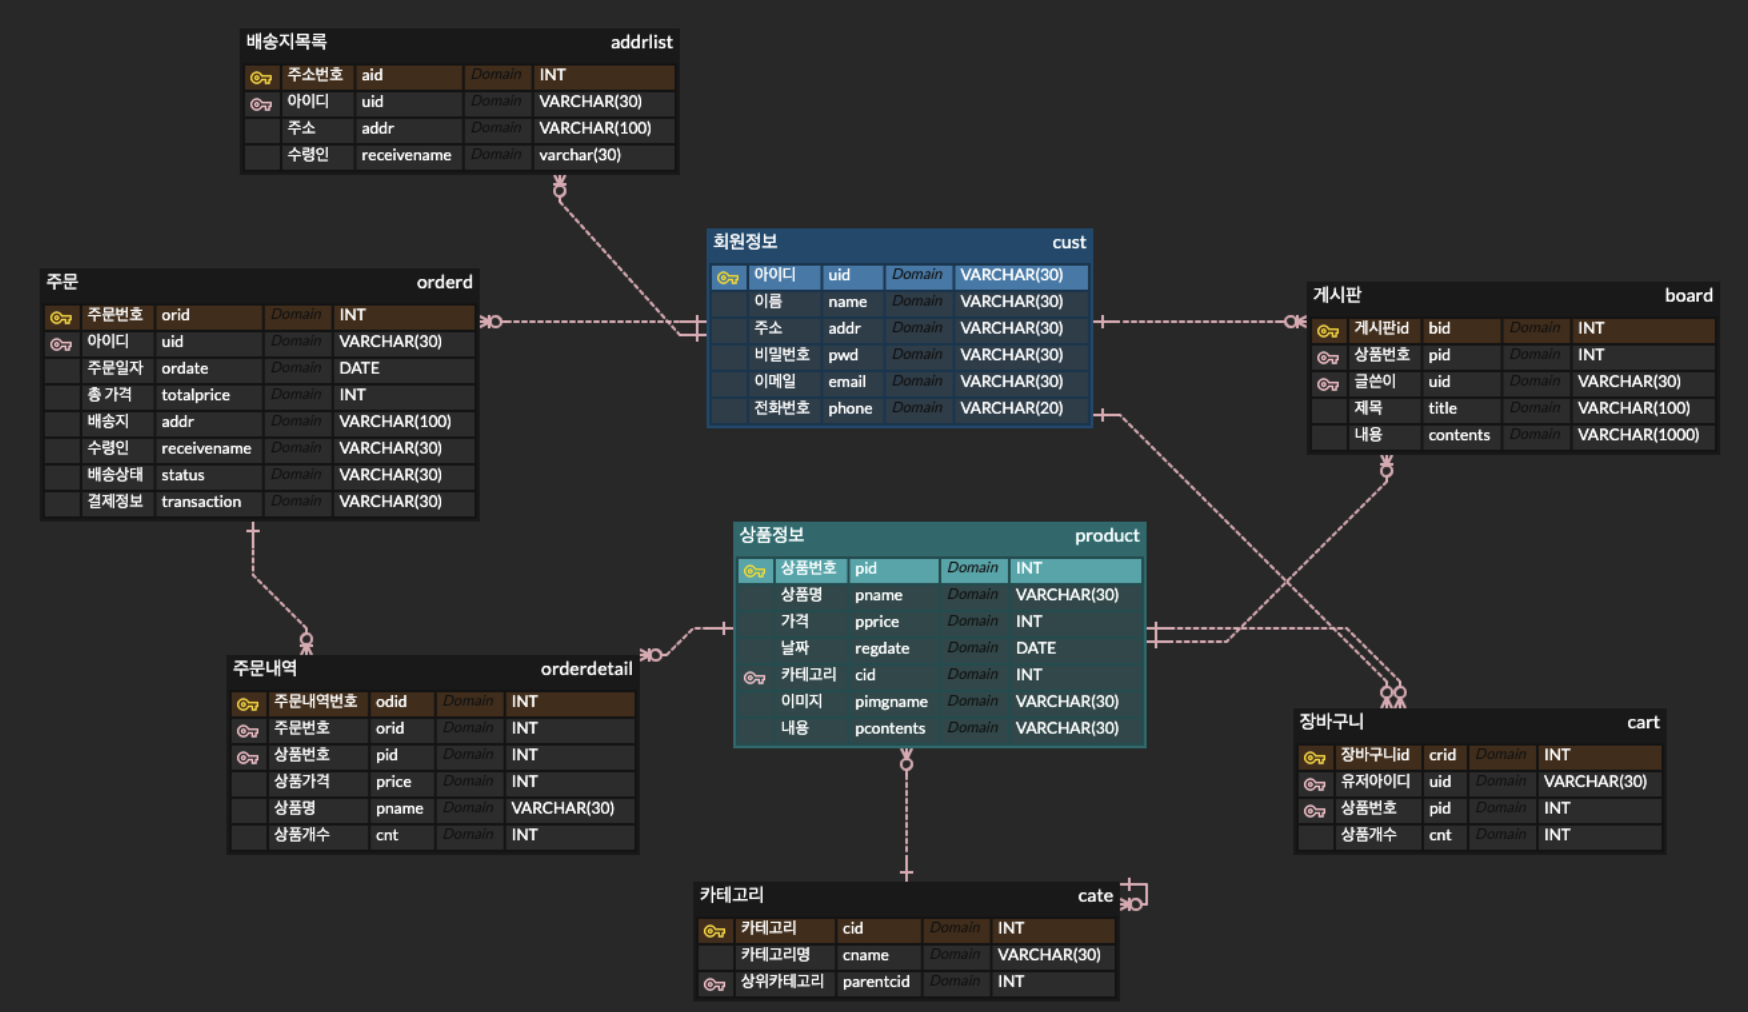 배송지목록 addrlist
주소번호 aid Domain INT
아이디 uid Domain VARCHAR(30)
주소 addr Domain VARCHAR(100)
수령인 receivename Domain varchar(30)
회원정보 cust
아이디 uid Domain VARCHAR(30)
이름 name Domain VARCHAR(30)
주소 addr Domain VARCHAR(30)
비밀번호 pwd Domain VARCHAR(30)
이메일 email Domain VARCHAR(30)
전화번호 phone Domain VARCHAR(20)
주문 orderd
주문번호 orid Domain INT
아이디 uid Domain VARCHAR(30)
주문일자 ordate Domain DATE
총 가격 totalprice Domain INT
배송지 addr Domain VARCHAR(100)
수령인 receivename Domain VARCHAR(30)
배송상태 status Domain VARCHAR(30)
결제정보 transaction Domain VARCHAR(30)
게시판 board
게시판id bid Domain INT
상품번호 pid Domain INT
글쓴이 uid Domain VARCHAR(30)
제목 title Domain VARCHAR(100)
내용 contents Domain VARCHAR(1000)
상품정보 product
상품번호 pid Domain INT
상품명 pname Domain VARCHAR(30)
가격 pprice Domain INT
날짜 regdate Domain DATE
카테고리 cid Domain INT
이미지 pimgname Domain VARCHAR(30)
내용 pcontents Domain VARCHAR(30)
주문내역 orderdetail
주문내역번호 odid Domain INT
주문번호 orid Domain INT
상품번호 pid Domain INT
상품가격 price Domain INT
상품명 pname Domain VARCHAR(30)
상품개수 cnt Domain INT
장바구니 cart
장바구니id crid Domain INT
유저아이디 uid Domain VARCHAR(30)
상품번호 pid Domain INT
상품개수 cnt Domain INT
카테고리 cate
카테고리 cid Domain INT
카테고리명 cname Domain VARCHAR(30)
상위카테고리 parentcid Domain INT